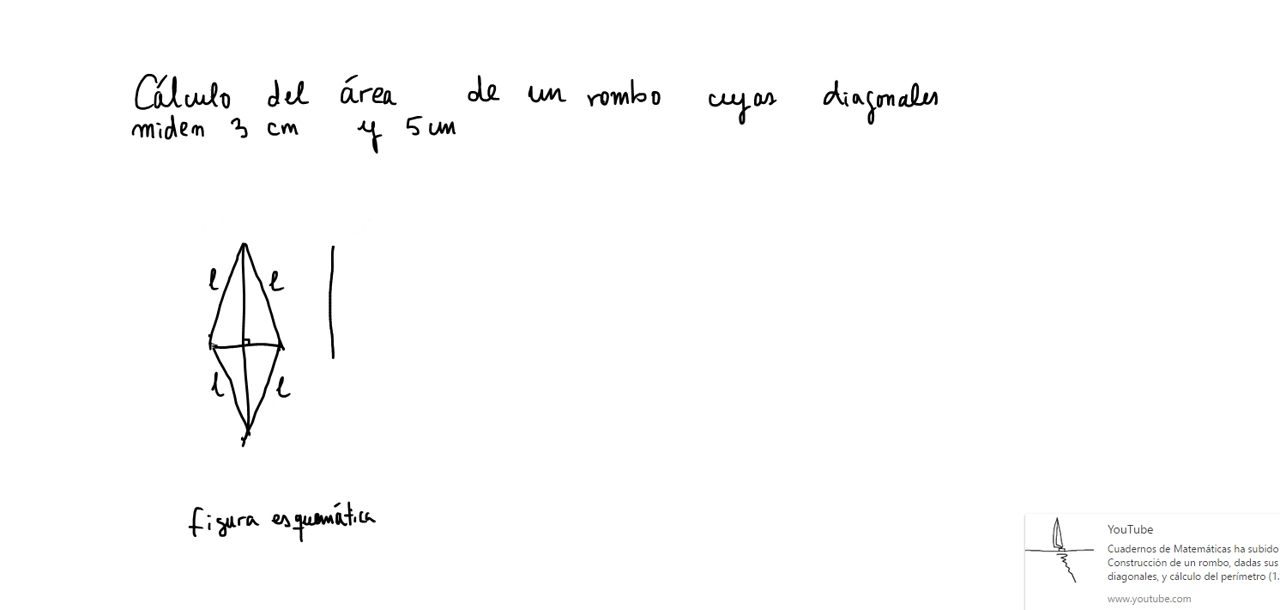 Cálculo del área de un rombo cuyas diagonales
miden 3 cm y 5 cm
l l
l l
figura esquemática
YouTube
Cuadernos de Matemáticas ha subido
Construcción de un rombo, dadas sus
diagonales, y cálculo del perímetro (1.
www.youtube.com